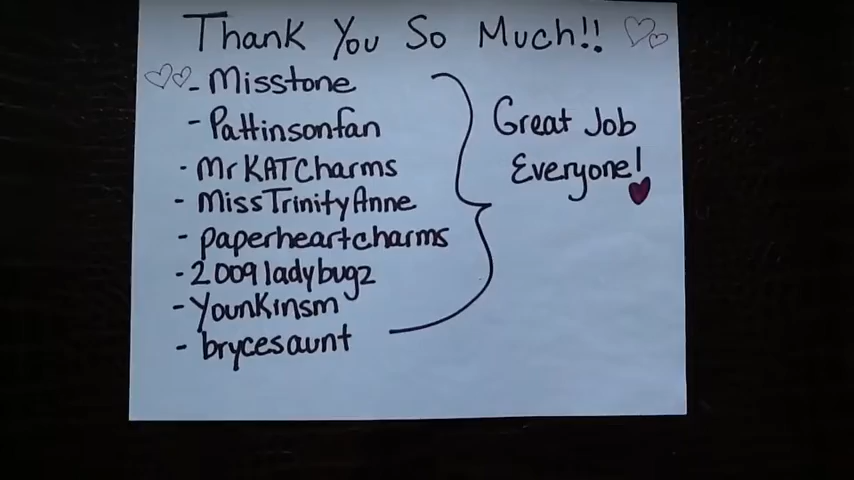 Thank You So Much!!
- Misstone
- Pattinsonfan
- MrKATCharms
- MissTrinityAnne
- paperheartcharms
- 2009ladybugz
- Younkinsm
- brycesaunt
Great Job
Everyone!